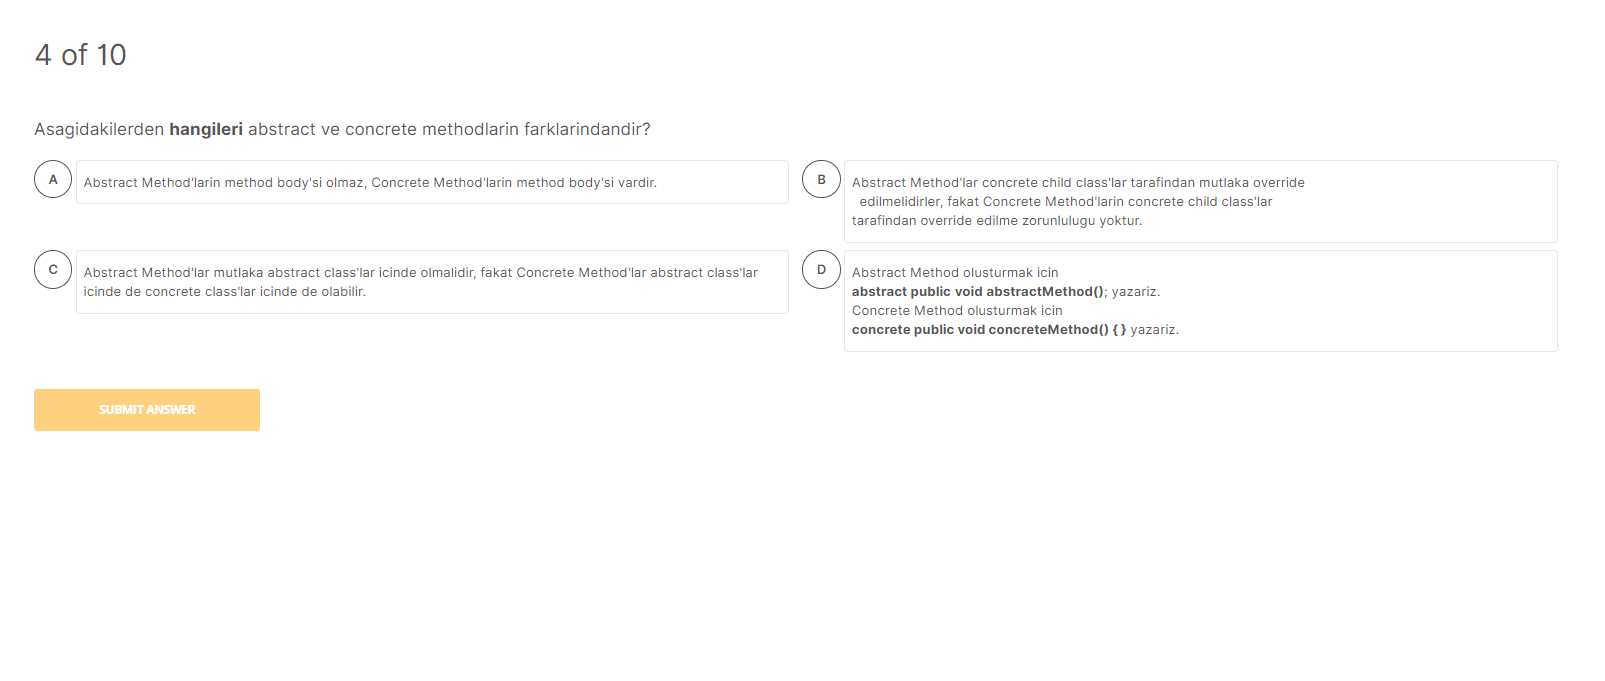 4 of 10
Asagidakilerden hangileri abstract ve concrete methodlarin farklarindandir?
A
Abstract Method'larin method body'si olmaz, Concrete Method'larin method body'si vardir.
B
Abstract Method'lar concrete child class'lar tarafindan mutlaka override
edilmelidirler, fakat Concrete Method'larin concrete child class'lar
tarafindan override edilme zorunlulugu yoktur.
C
Abstract Method'lar mutlaka abstract class'lar icinde olmalidir, fakat Concrete Method'lar abstract class'lar
icinde de concrete class'lar icinde de olabilir.
D
Abstract Method olusturmak icin
abstract public void abstractMethod(); yazariz.
Concrete Method olusturmak icin
concrete public void concreteMethod() { } yazariz.
SUBMIT ANSWER